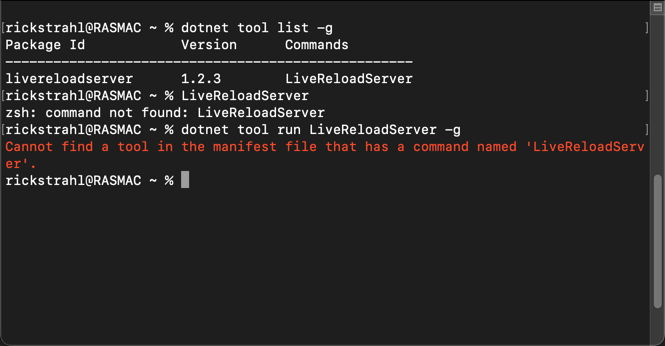 [rickstrahl@RASMAC ~ % dotnet tool list -g ]
Package Id Version Commands
---------------------------------------------------
livereloadserver 1.2.3 LiveReloadServer
[rickstrahl@RASMAC ~ % LiveReloadServer ]
zsh: command not found: LiveReloadServer
[rickstrahl@RASMAC ~ % dotnet tool run LiveReloadServer -g ]
Cannot find a tool in the manifest file that has a command named 'LiveReloadServ
er'.
rickstrahl@RASMAC ~ %